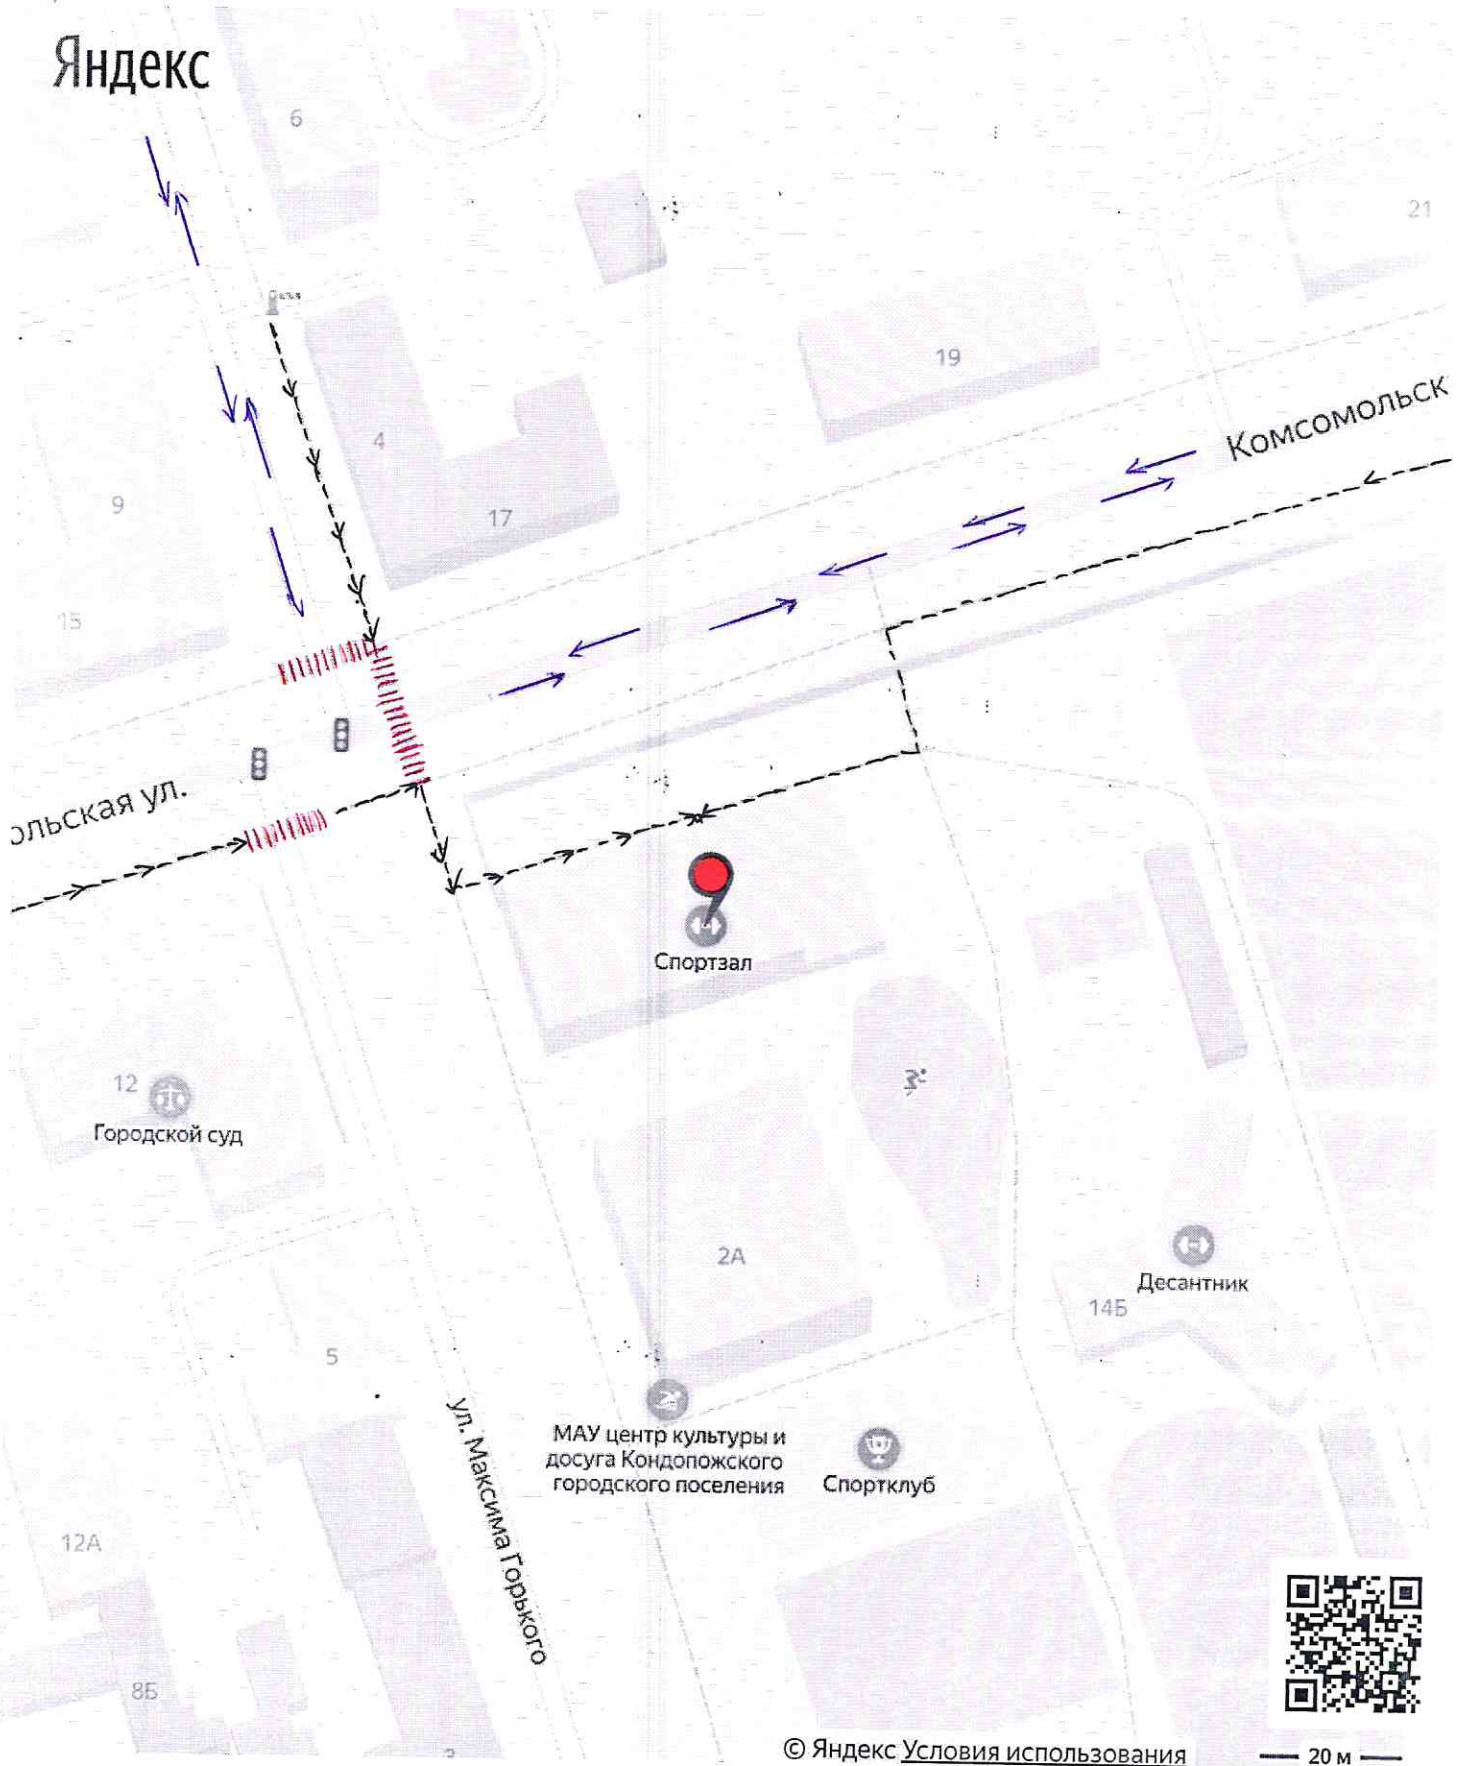 Яндекс
6
21
19
Комсомольск
4
9
17
15
ольская ул.
Спортзал
12
Городской суд
2А
Десантник
14Б
5
ул. Максима Горького
МАУ центр культуры и
досуга Кондопожского
городского поселения
Спортклуб
12А
8Б
© Яндекс Условия использования
20 м